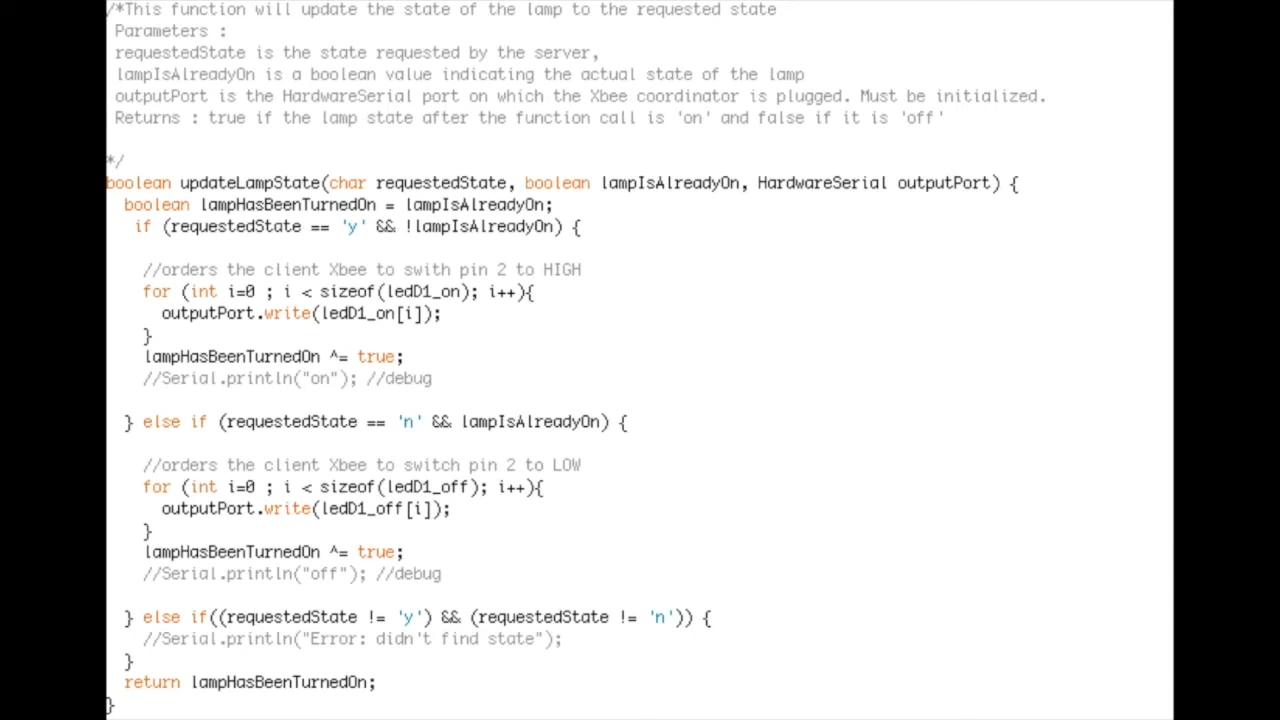 /*This function will update the state of the lamp to the requested state
Parameters :
requestedState is the state requested by the server,
lampIsAlreadyOn is a boolean value indicating the actual state of the lamp
outputPort is the HardwareSerial port on which the Xbee coordinator is plugged. Must be initialized.
Returns : true if the lamp state after the function call is 'on' and false if it is 'off'
*/
boolean updateLampState(char requestedState, boolean lampIsAlreadyOn, HardwareSerial outputPort) {
boolean lampHasBeenTurnedOn = lampIsAlreadyOn;
if (requestedState == 'y' && !lampIsAlreadyOn) {
//orders the client Xbee to swith pin 2 to HIGH
for (int i=0 ; i < sizeof(ledD1_on); i++){
outputPort.write(ledD1_on[i]);
}
lampHasBeenTurnedOn ^= true;
//Serial.println("on"); //debug
} else if (requestedState == 'n' && lampIsAlreadyOn) {
//orders the client Xbee to switch pin 2 to LOW
for (int i=0 ; i < sizeof(ledD1_off); i++){
outputPort.write(ledD1_off[i]);
}
lampHasBeenTurnedOn ^= true;
//Serial.println("off"); //debug
} else if((requestedState != 'y') && (requestedState != 'n')) {
//Serial.println("Error: didn't find state");
}
return lampHasBeenTurnedOn;
}